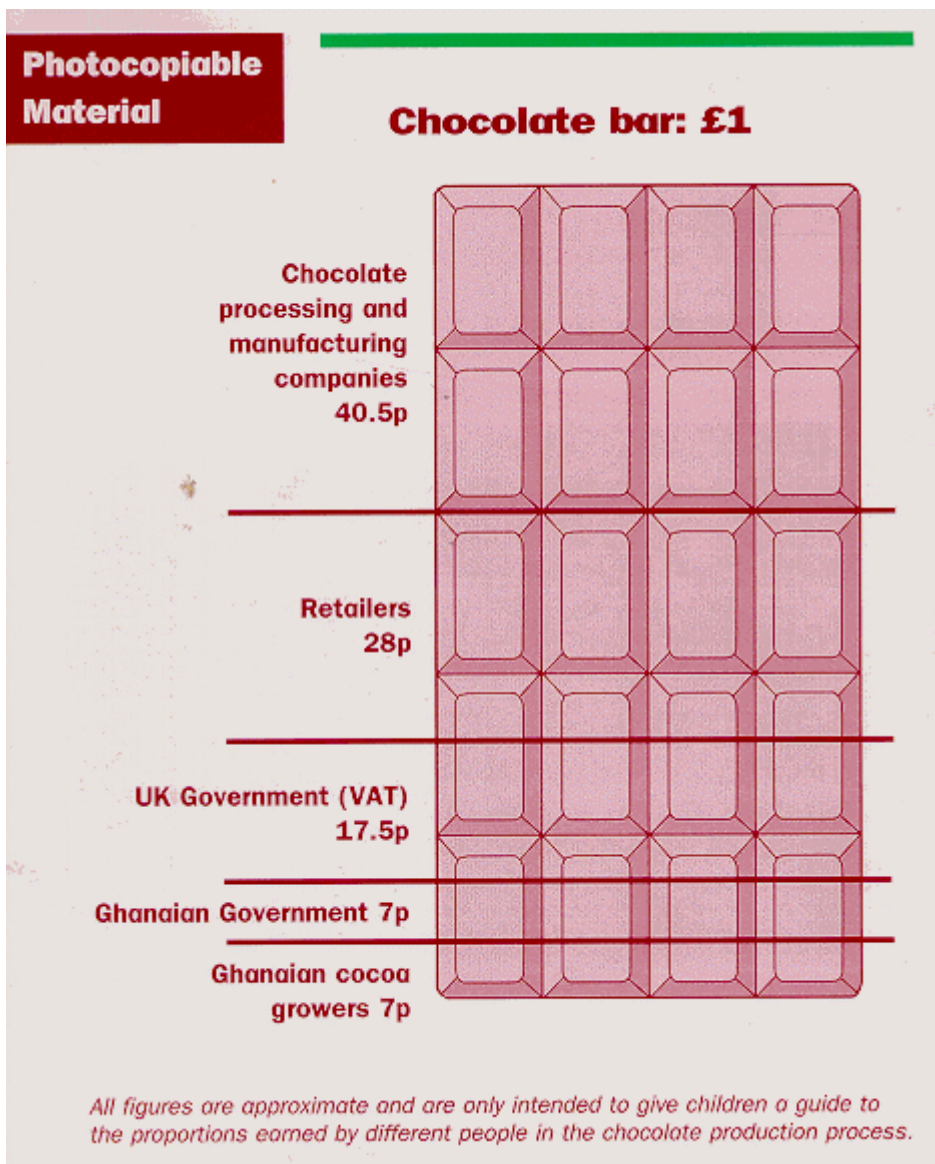 Photocopiable
Material
Chocolate bar: £1
Chocolate
processing and
manufacturing
companies
40.5p
Retailers
28p
UK Government (VAT)
17.5p
Ghanaian Government 7p
Ghanaian cocoa
growers 7p
All figures are approximate and are only intended to give children a guide to
the proportions earned by different people in the chocolate production process.